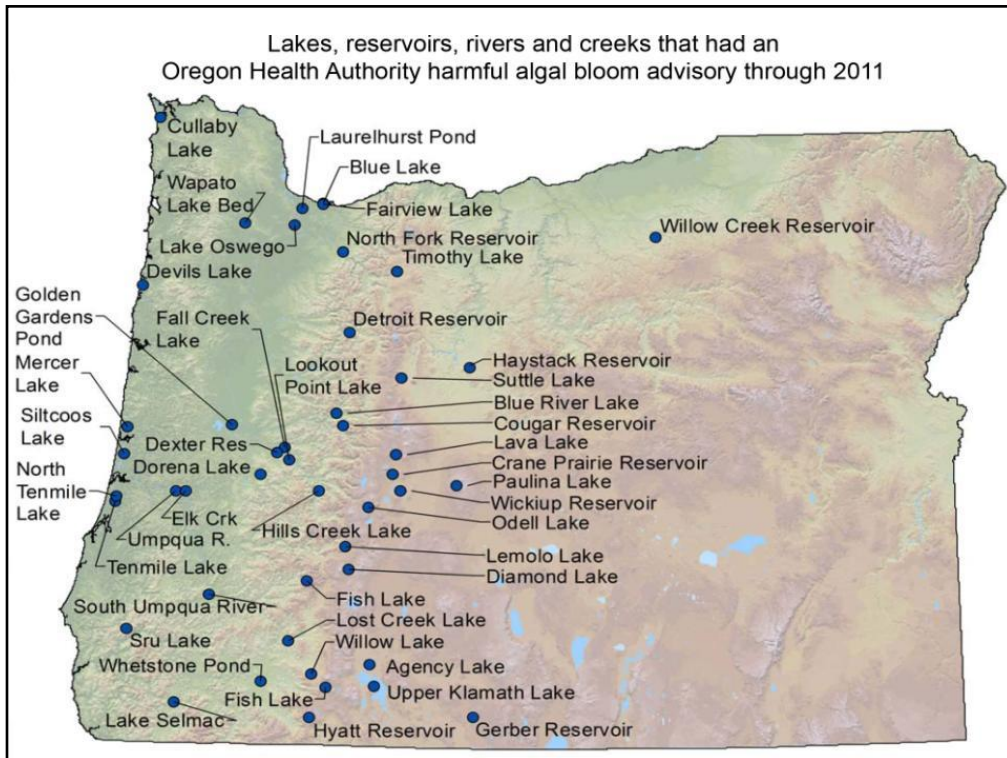 Lakes, reservoirs, rivers and creeks that had an
Oregon Health Authority harmful algal bloom advisory through 2011
Cullaby
Lake
Laurelhurst Pond
Blue Lake
Wapato
Lake Bed
Fairview Lake
Willow Creek Reservoir
Lake Oswego
North Fork Reservoir
Timothy Lake
Devils Lake
Golden
Gardens
Pond
Fall Creek
Lake
Detroit Reservoir
Mercer
Lake
Lookout
Point Lake
Haystack Reservoir
Suttle Lake
Blue River Lake
Siltcoos
Lake
Cougar Reservoir
Dexter Res
Lava Lake
Dorena Lake
Crane Prairie Reservoir
North
Tenmile
Lake
Paulina Lake
Wickiup Reservoir
Elk Crk
Hills Creek Lake
Odell Lake
Umpqua R.
Lemolo Lake
Tenmile Lake
Diamond Lake
Fish Lake
South Umpqua River
Lost Creek Lake
Sru Lake
Willow Lake
Whetstone Pond
Agency Lake
Fish Lake
Upper Klamath Lake
Lake Selmac
Hyatt Reservoir
Gerber Reservoir